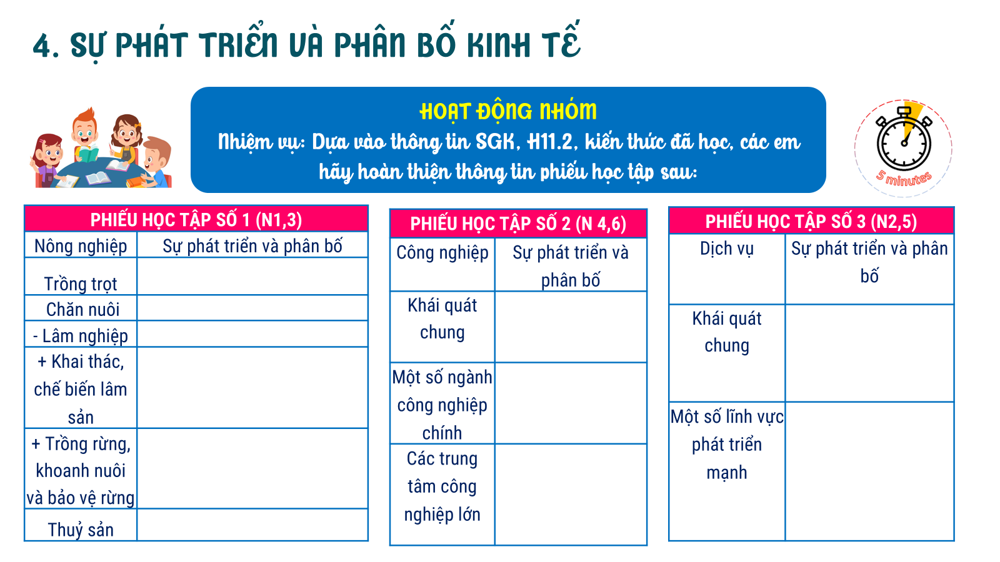 4. SỰ PHÁT TRIỂN VÀ PHÂN BỐ KINH TẾ
HOẠT ĐỘNG NHÓM
Nhiệm vụ: Dựa vào thông tin SGK, H11.2, kiến thức đã học, các em
hãy hoàn thiện thông tin phiếu học tập sau:
5 minutes
PHIẾU HỌC TẬP SỐ 1 (N1,3)
Nông nghiệp
Sự phát triển và phân bố
Trồng trọt
Chăn nuôi
- Lâm nghiệp
+ Khai thác,
chế biến lâm
sản
+ Trồng rừng,
khoanh nuôi
và bảo vệ rừng
Thuỷ sản
PHIẾU HỌC TẬP SỐ 2 (N 4,6)
Công nghiệp
Sự phát triển và
phân bố
Khái quát
chung
Một số ngành
công nghiệp
chính
Các trung
tâm công
nghiệp lớn
PHIẾU HỌC TẬP SỐ 3 (N2,5)
Dịch vụ
Sự phát triển và phân
bố
Khái quát
chung
Một số lĩnh vực
phát triển
mạnh